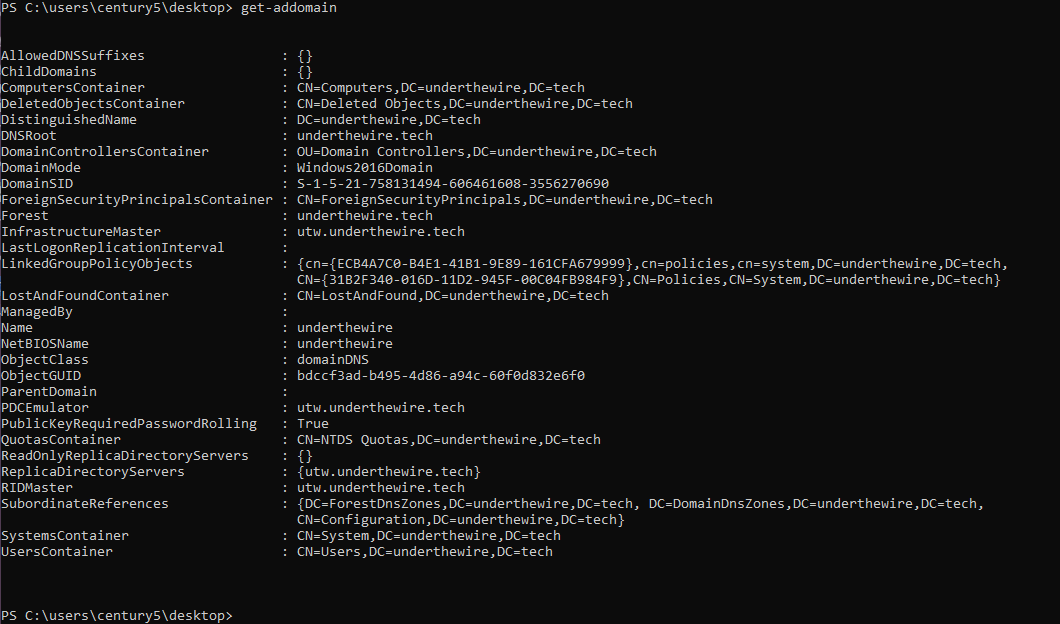 PS C:\users\century5\desktop> get-addomain
AllowedDNSSuffixes : {}
ChildDomains : {}
ComputersContainer : CN=Computers,DC=underthewire,DC=tech
DeletedObjectsContainer : CN=Deleted Objects,DC=underthewire,DC=tech
DistinguishedName : DC=underthewire,DC=tech
DNSRoot : underthewire.tech
DomainControllersContainer : OU=Domain Controllers,DC=underthewire,DC=tech
DomainMode : Windows2016Domain
DomainSID : S-1-5-21-758131494-606461608-3556270690
ForeignSecurityPrincipalsContainer : CN=ForeignSecurityPrincipals,DC=underthewire,DC=tech
Forest : underthewire.tech
InfrastructureMaster : utw.underthewire.tech
LastLogonReplicationInterval :
LinkedGroupPolicyObjects : {cn={ECB4A7C0-B4E1-41B1-9E89-161CFA679999},cn=policies,cn=system,DC=underthewire,DC=tech,
CN={31B2F340-016D-11D2-945F-00C04FB984F9},CN=Policies,CN=System,DC=underthewire,DC=tech}
LostAndFoundContainer : CN=LostAndFound,DC=underthewire,DC=tech
ManagedBy :
Name : underthewire
NetBIOSName : underthewire
ObjectClass : domainDNS
ObjectGUID : bdccf3ad-b495-4d86-a94c-60f0d832e6f0
ParentDomain :
PDCEmulator : utw.underthewire.tech
PublicKeyRequiredPasswordRolling : True
QuotasContainer : CN=NTDS Quotas,DC=underthewire,DC=tech
ReadOnlyReplicaDirectoryServers : {}
ReplicaDirectoryServers : {utw.underthewire.tech}
RIDMaster : utw.underthewire.tech
SubordinateReferences : {DC=ForestDnsZones,DC=underthewire,DC=tech, DC=DomainDnsZones,DC=underthewire,DC=tech,
CN=Configuration,DC=underthewire,DC=tech}
SystemsContainer : CN=System,DC=underthewire,DC=tech
UsersContainer : CN=Users,DC=underthewire,DC=tech
PS C:\users\century5\desktop>